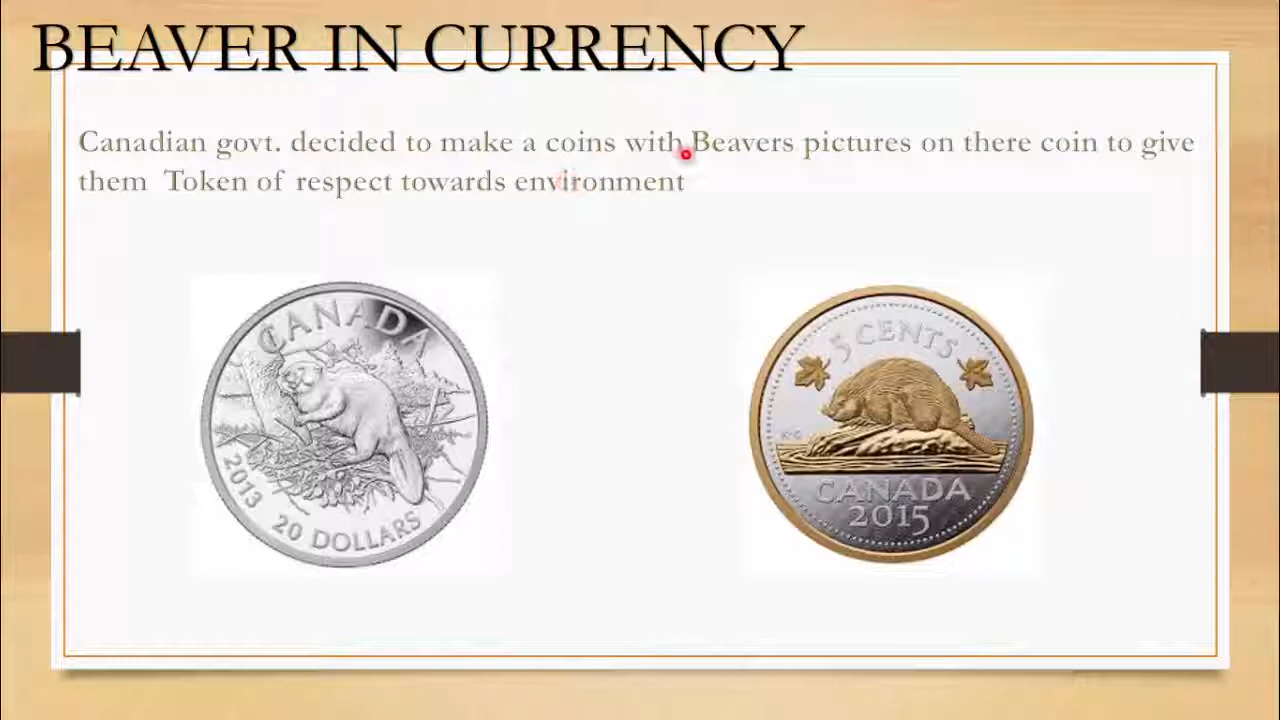 BEAVER IN CURRENCY
Canadian govt. decided to make a coins with Beavers pictures on there coin to give
them Token of respect towards environment
CANADA
2013 20 DOLLARS
5 CENTS
K·G
CANADA
2015